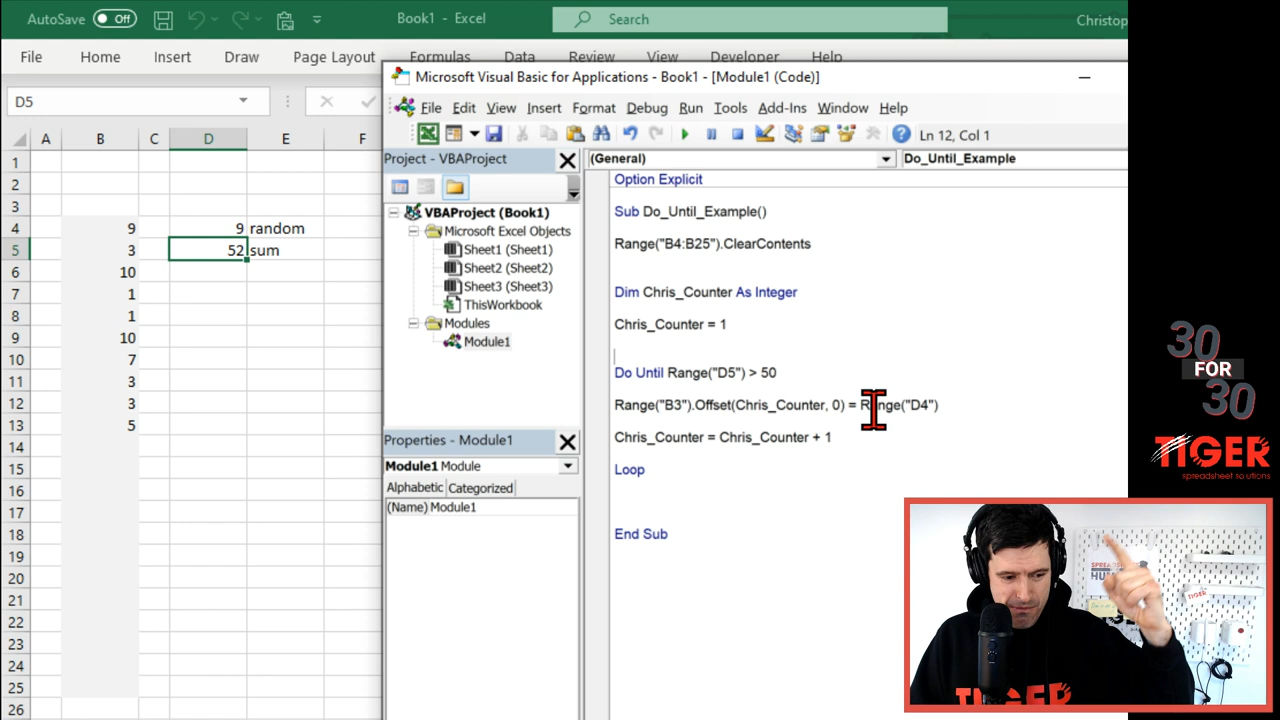 AutoSave Off Book1 - Excel Search Christop
File Home Insert Draw Page Layout Formulas Data Review View Developer Help
D5
A B C D E F
1
2
3
4 9 9 random
5 3 52 sum
6 10
7 1
8 1
9 10
10 7
11 3
12 3
13 5
14
15
16
17
18
19
20
21
22
23
24
25
26
Microsoft Visual Basic for Applications - Book1 - [Module1 (Code)]
File Edit View Insert Format Debug Run Tools Add-Ins Window Help
Ln 12, Col 1
Project - VBAProject
VBAProject (Book1)
Microsoft Excel Objects
Sheet1 (Sheet1)
Sheet2 (Sheet2)
Sheet3 (Sheet3)
ThisWorkbook
Modules
Module1
Properties - Module1
Module1 Module
Alphabetic Categorized
(Name) Module1
(General) Do_Until_Example
Option Explicit
Sub Do_Until_Example()
Range("B4:B25").ClearContents
Dim Chris_Counter As Integer
Chris_Counter = 1
Do Until Range("D5") > 50
Range("B3").Offset(Chris_Counter, 0) = Range("D4")
Chris_Counter = Chris_Counter + 1
Loop
End Sub
30
FOR
30
TIGER
spreadsheet solutions
TIGER